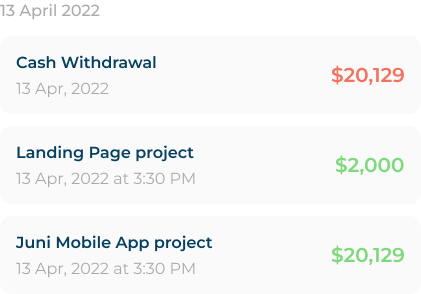 13 April 2022
Cash Withdrawal
$20,129
13 Apr, 2022
Landing Page project
$2,000
13 Apr, 2022 at 3:30 PM
Juni Mobile App project
$20,129
13 Apr, 2022 at 3:30 PM